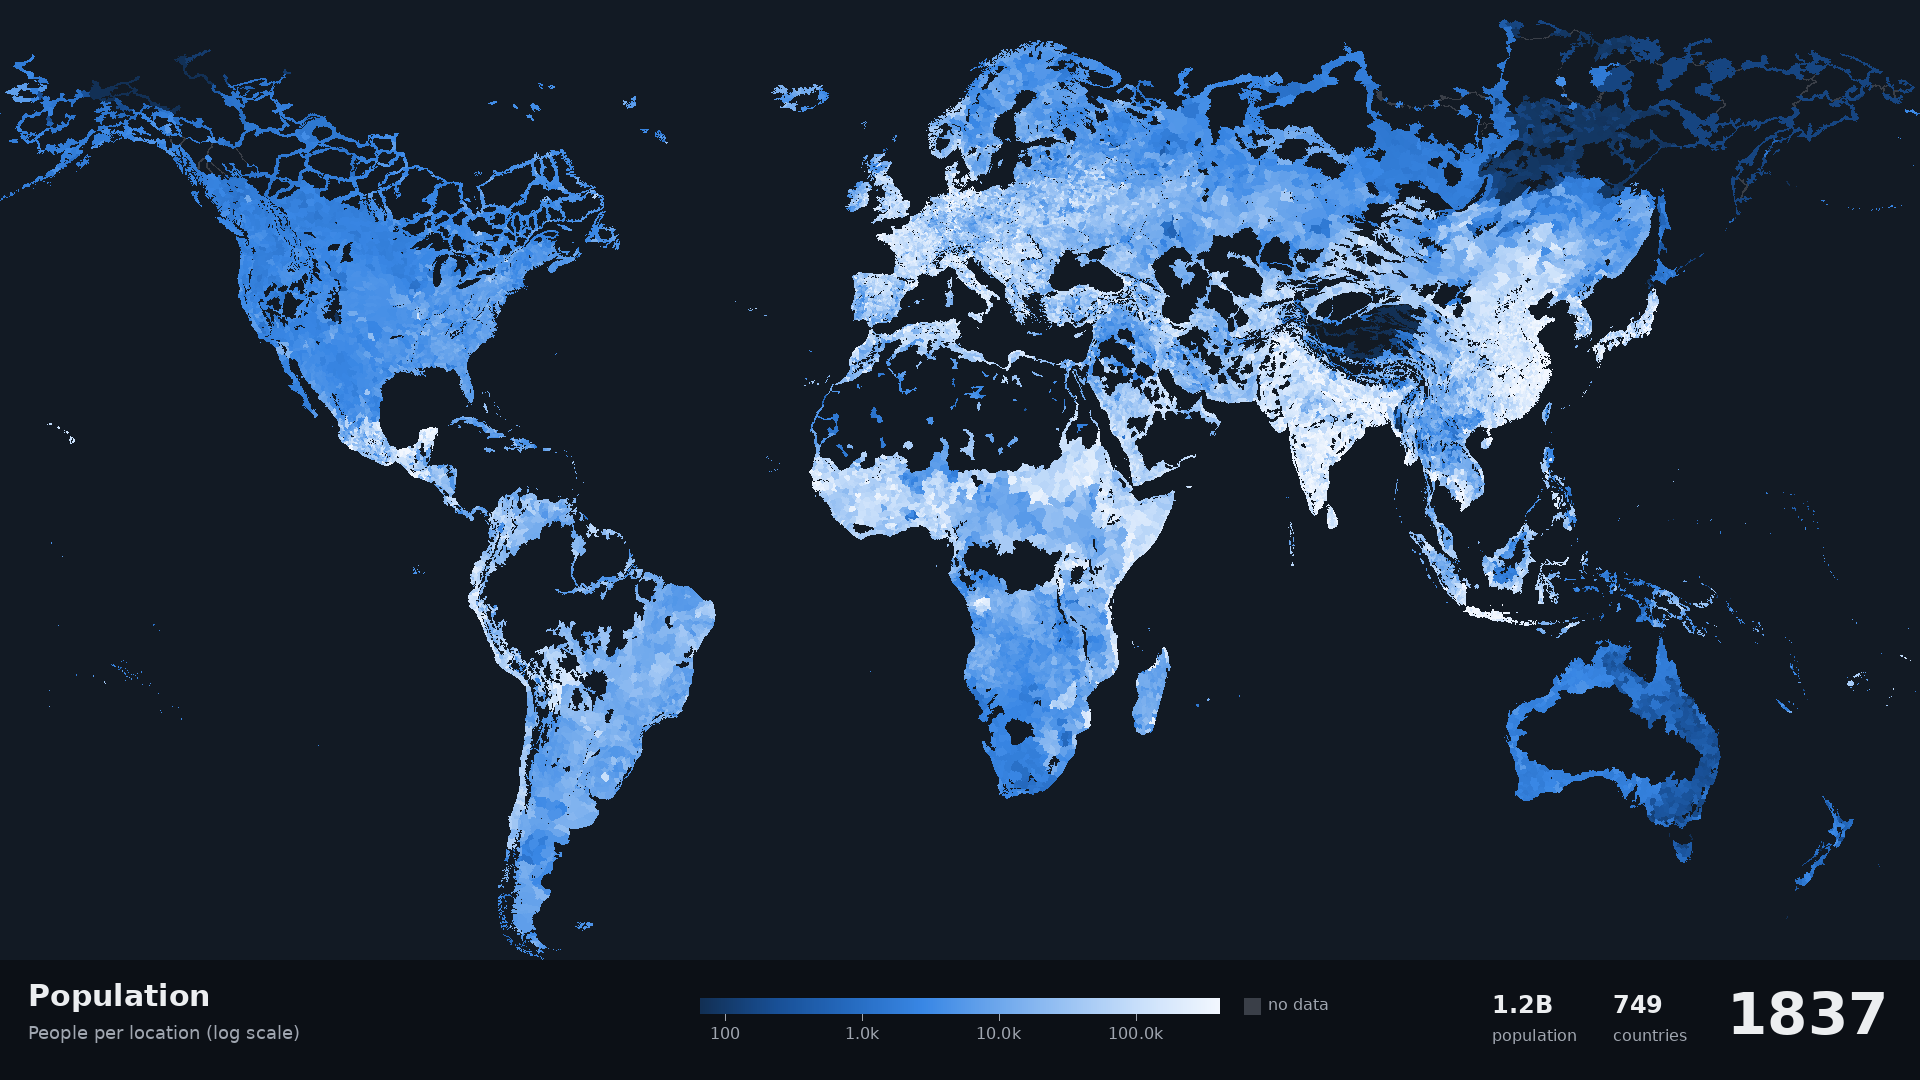 Population
People per location (log scale)
100 1.0k 10.0k 100.0k
no data
1.2B population
749 countries
1837